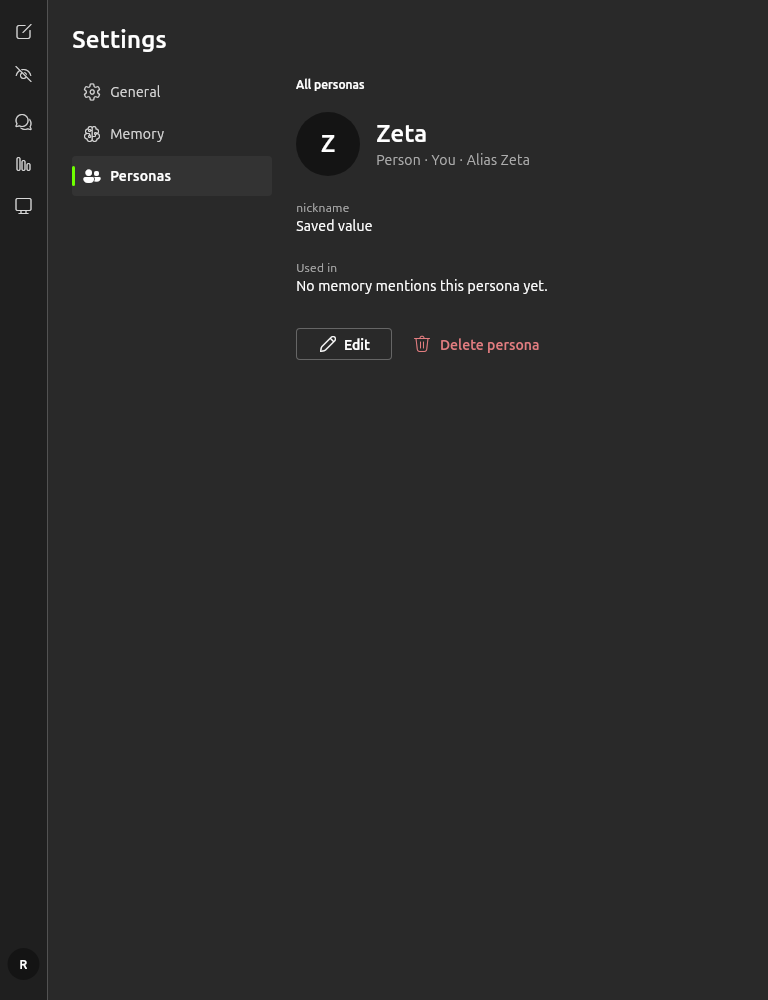 Settings
General
Memory
Personas
All personas
Z
Zeta
Person · You · Alias Zeta
nickname
Saved value
Used in
No memory mentions this persona yet.
Edit
Delete persona
R